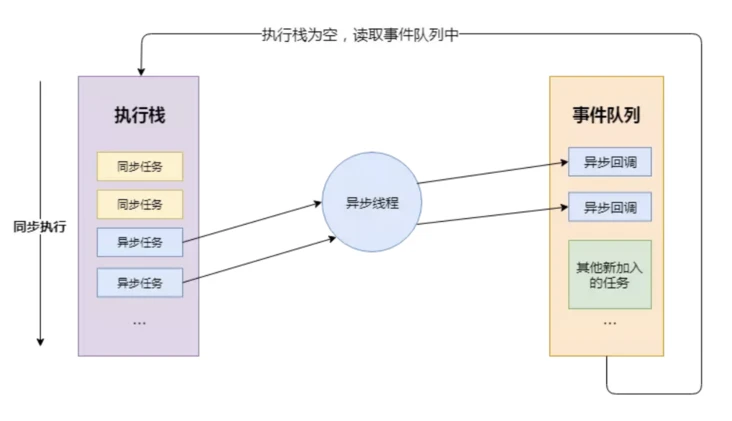 执行栈为空，读取事件队列中
执行栈
同步任务
同步任务
异步任务
异步任务
...
同步执行
异步线程
事件队列
异步回调
异步回调
其他新加入
的任务
...